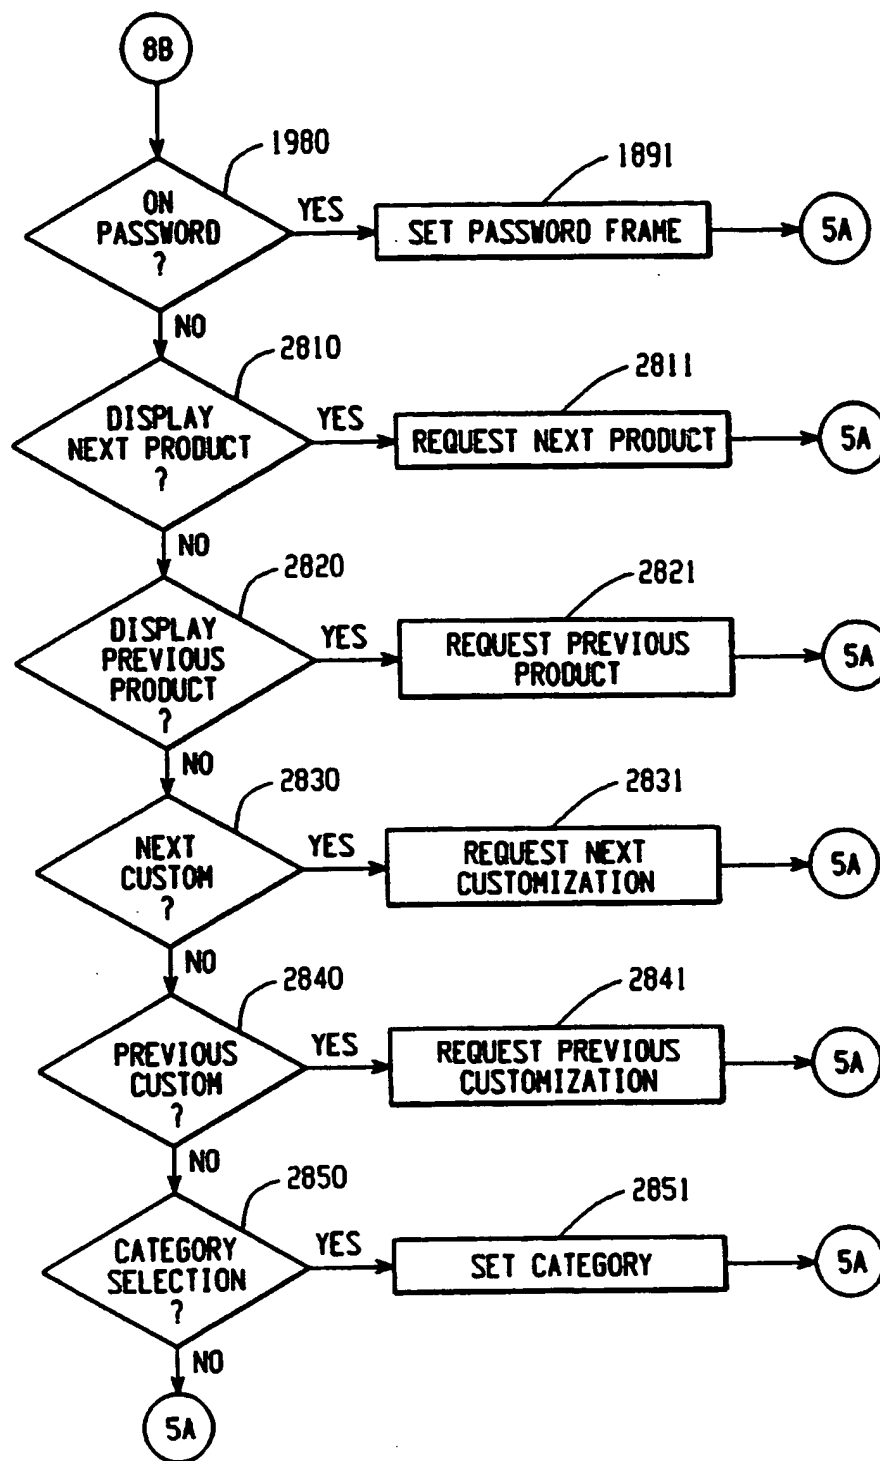 8B
1980
ON
PASSWORD
?
YES
1891
SET PASSWORD FRAME
5A
NO
2810
DISPLAY
NEXT PRODUCT
?
YES
2811
REQUEST NEXT PRODUCT
5A
NO
2820
DISPLAY
PREVIOUS
PRODUCT
?
YES
2821
REQUEST PREVIOUS
PRODUCT
5A
NO
2830
NEXT
CUSTOM
?
YES
2831
REQUEST NEXT
CUSTOMIZATION
5A
NO
2840
PREVIOUS
CUSTOM
?
YES
2841
REQUEST PREVIOUS
CUSTOMIZATION
5A
NO
2850
CATEGORY
SELECTION
?
YES
2851
SET CATEGORY
5A
NO
5A